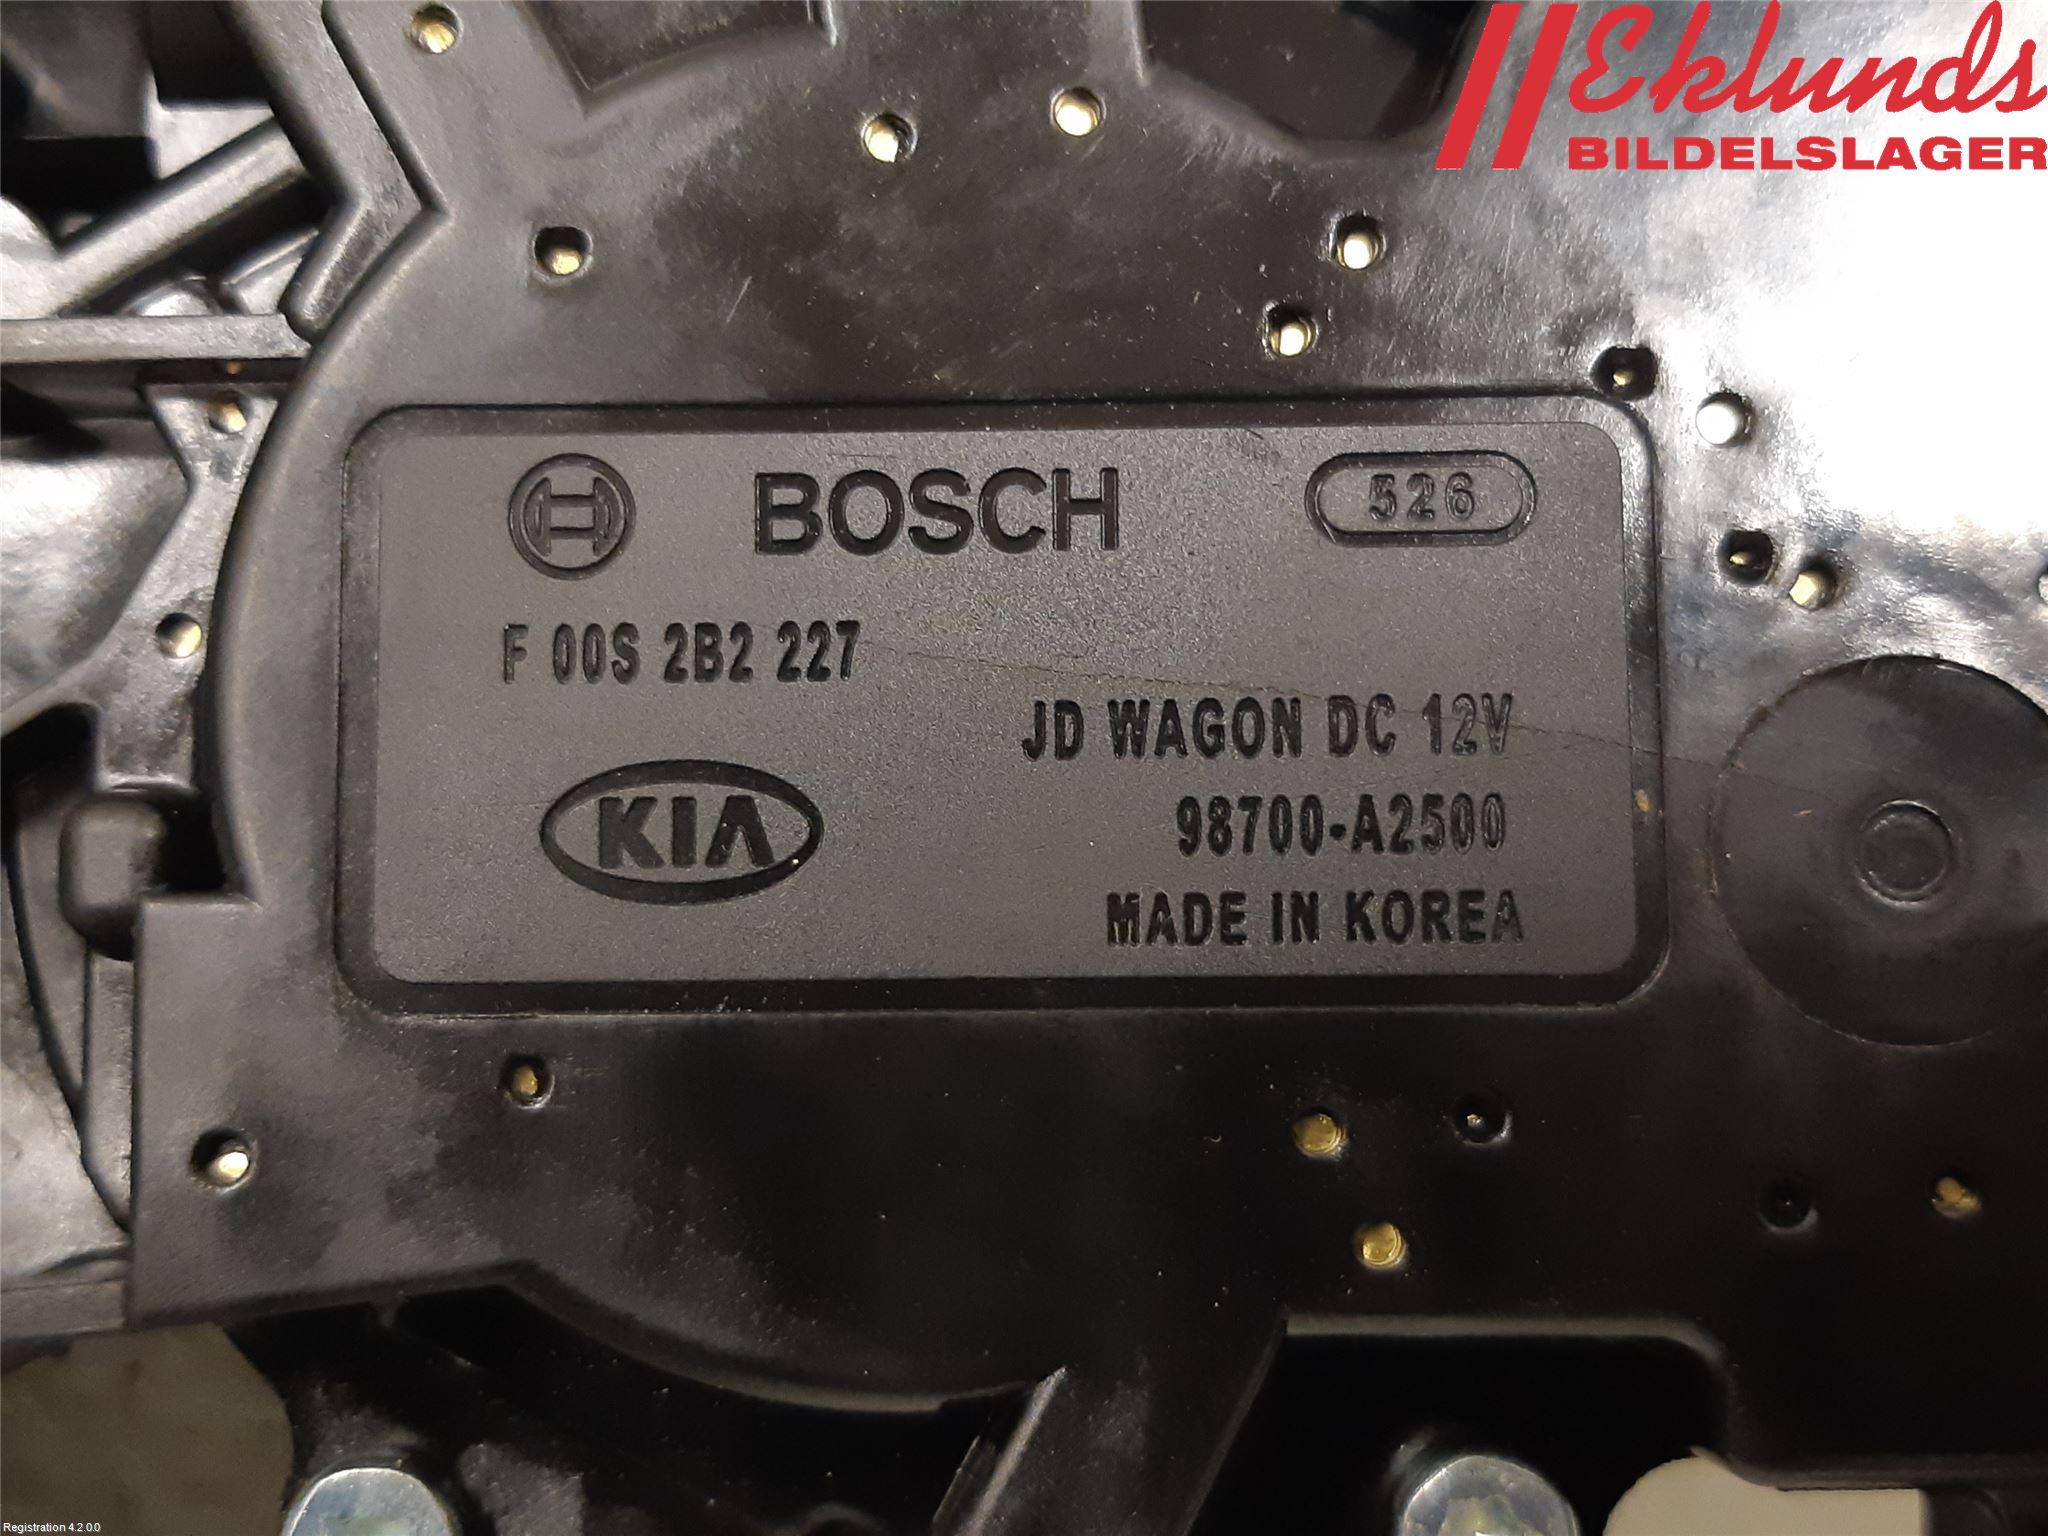 Eklunds
BILDELSLAGER
BOSCH
526
F 00S 2B2 227
JD WAGON DC 12V
KIA
98700-A2500
MADE IN KOREA
Registration 4.2.0.0